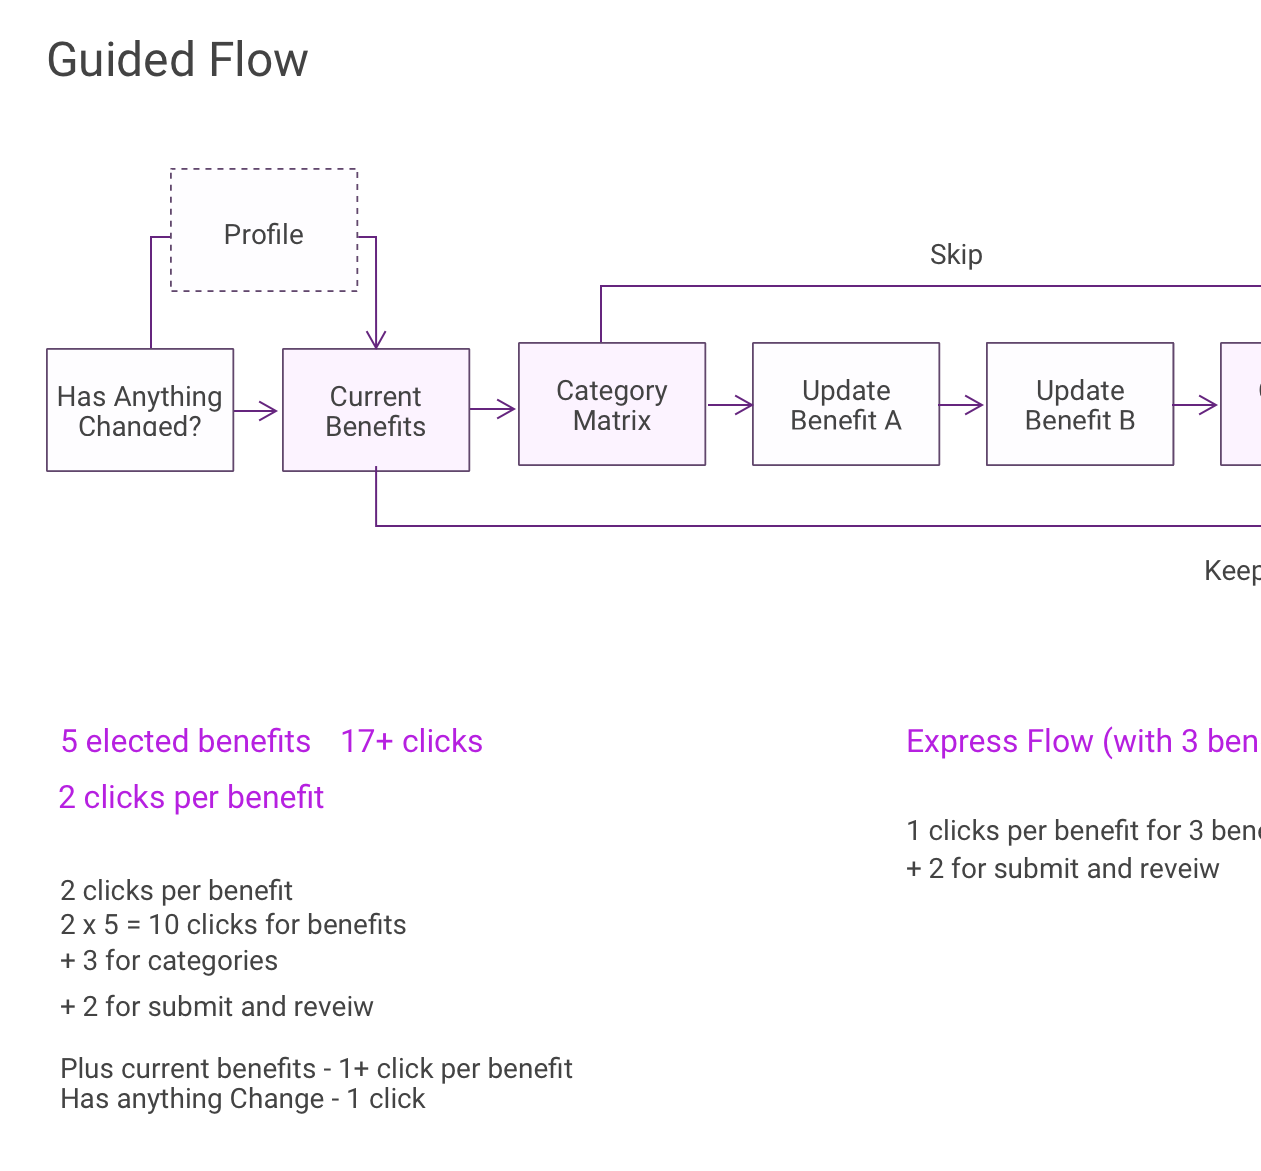 Guided Flow
Profile
Skip
Has Anything
Changed?
Current
Benefits
Category
Matrix
Update
Benefit A
Update
Benefit B
Keep
5 elected benefits 17+ clicks
2 clicks per benefit
2 clicks per benefit
2 x 5 = 10 clicks for benefits
+ 3 for categories
+ 2 for submit and reveiw
Plus current benefits - 1+ click per benefit
Has anything Change - 1 click
Express Flow (with 3 ben
1 clicks per benefit for 3 bene
+ 2 for submit and reveiw